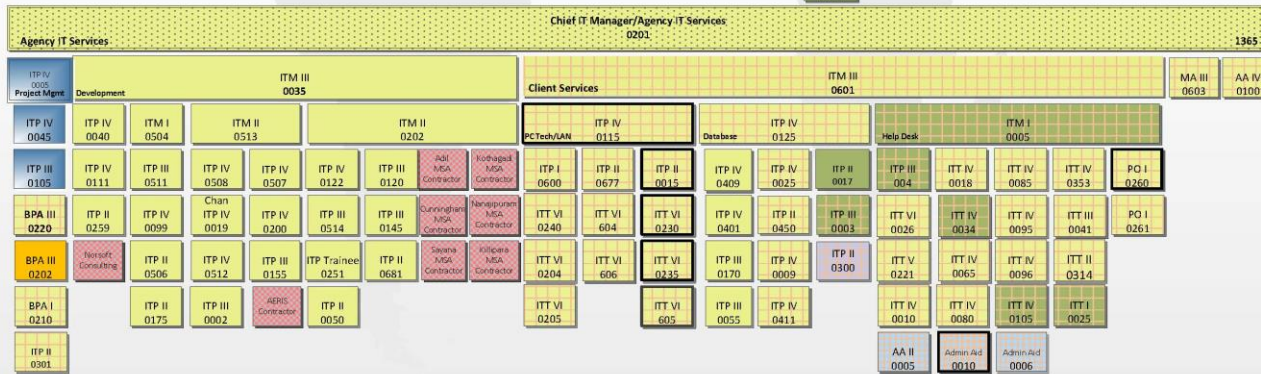 Chief IT Manager/Agency IT Services
0201
Agency IT Services
1365
ITP IV
0005
Project Mgmt
Development
ITM III
0035
Client Services
ITM III
0601
MA III
0603
AA IV
0100
ITP IV
0045
ITP IV
0040
ITM I
0504
ITM II
0513
ITM II
0202
PC Tech/LAN
ITP IV
0115
Database
ITP IV
0125
Help Desk
ITM I
0005
ITP III
0105
ITP IV
0111
ITP III
0511
ITP IV
0508
ITP IV
0507
ITP IV
0122
ITP III
0120
Adil
MSA
Contractor
Kothagadi
MSA
Contractor
ITP I
0600
ITP II
0677
ITP II
0015
ITP IV
0409
ITP IV
0025
ITP II
0017
ITP III
004
ITP IV
0018
ITP IV
0085
ITP IV
0353
PO I
0260
BPA III
0220
ITP II
0259
ITP IV
0099
Chan
ITP IV
0019
ITP IV
0200
ITP III
0514
ITP III
0145
Cunningham
MSA
Contractor
MSA
Contractor
ITT VI
0240
ITT VI
604
ITT VI
0230
ITP IV
0401
ITP II
0450
ITP III
0003
ITT VI
0026
ITT IV
0034
ITP IV
0095
ITT III
0041
PO I
0261
BPA III
0202
Norsoft
Consulting
ITP II
0506
ITP IV
0512
ITP III
0155
ITP Trainee
0251
ITP II
0681
Sayana
MSA
Contractor
Killipara
MSA
Contractor
ITT VI
0204
ITT VI
606
ITT VI
0235
ITP III
0170
ITP IV
0009
ITP II
0300
ITT V
0221
ITP IV
0065
ITP IV
0096
ITT II
0314
BPA I
0210
ITP II
0175
ITP III
0002
AERIS
Contractor
ITP II
0050
ITT VI
0205
ITT VI
605
ITP III
0055
ITP IV
0411
ITT IV
0010
ITT IV
0080
ITT IV
0105
ITT I
0025
ITP II
0301
AA II
0005
Admin Aid
0010
Admin Aid
0006